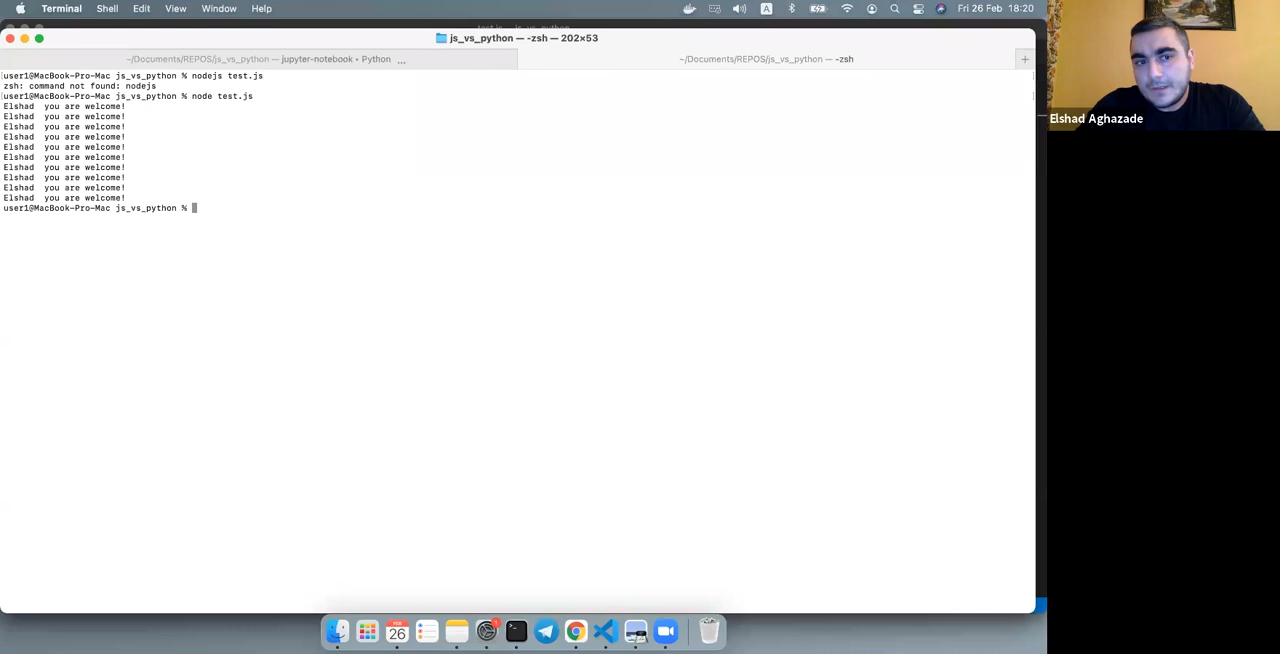 Terminal Shell Edit View Window Help
A
Fri 26 Feb 18:20
js_vs_python — -zsh — 202×53
~/Documents/REPOS/js_vs_python — jupyter-notebook • Python ...
~/Documents/REPOS/js_vs_python — -zsh
+
[user1@MacBook-Pro-Mac js_vs_python % nodejs test.js ]
zsh: command not found: nodejs
[user1@MacBook-Pro-Mac js_vs_python % node test.js ]
Elshad  you are welcome!
Elshad  you are welcome!
Elshad  you are welcome!
Elshad  you are welcome!
Elshad  you are welcome!
Elshad  you are welcome!
Elshad  you are welcome!
Elshad  you are welcome!
Elshad  you are welcome!
Elshad  you are welcome!
user1@MacBook-Pro-Mac js_vs_python %
Elshad Aghazade
FEB
26
1